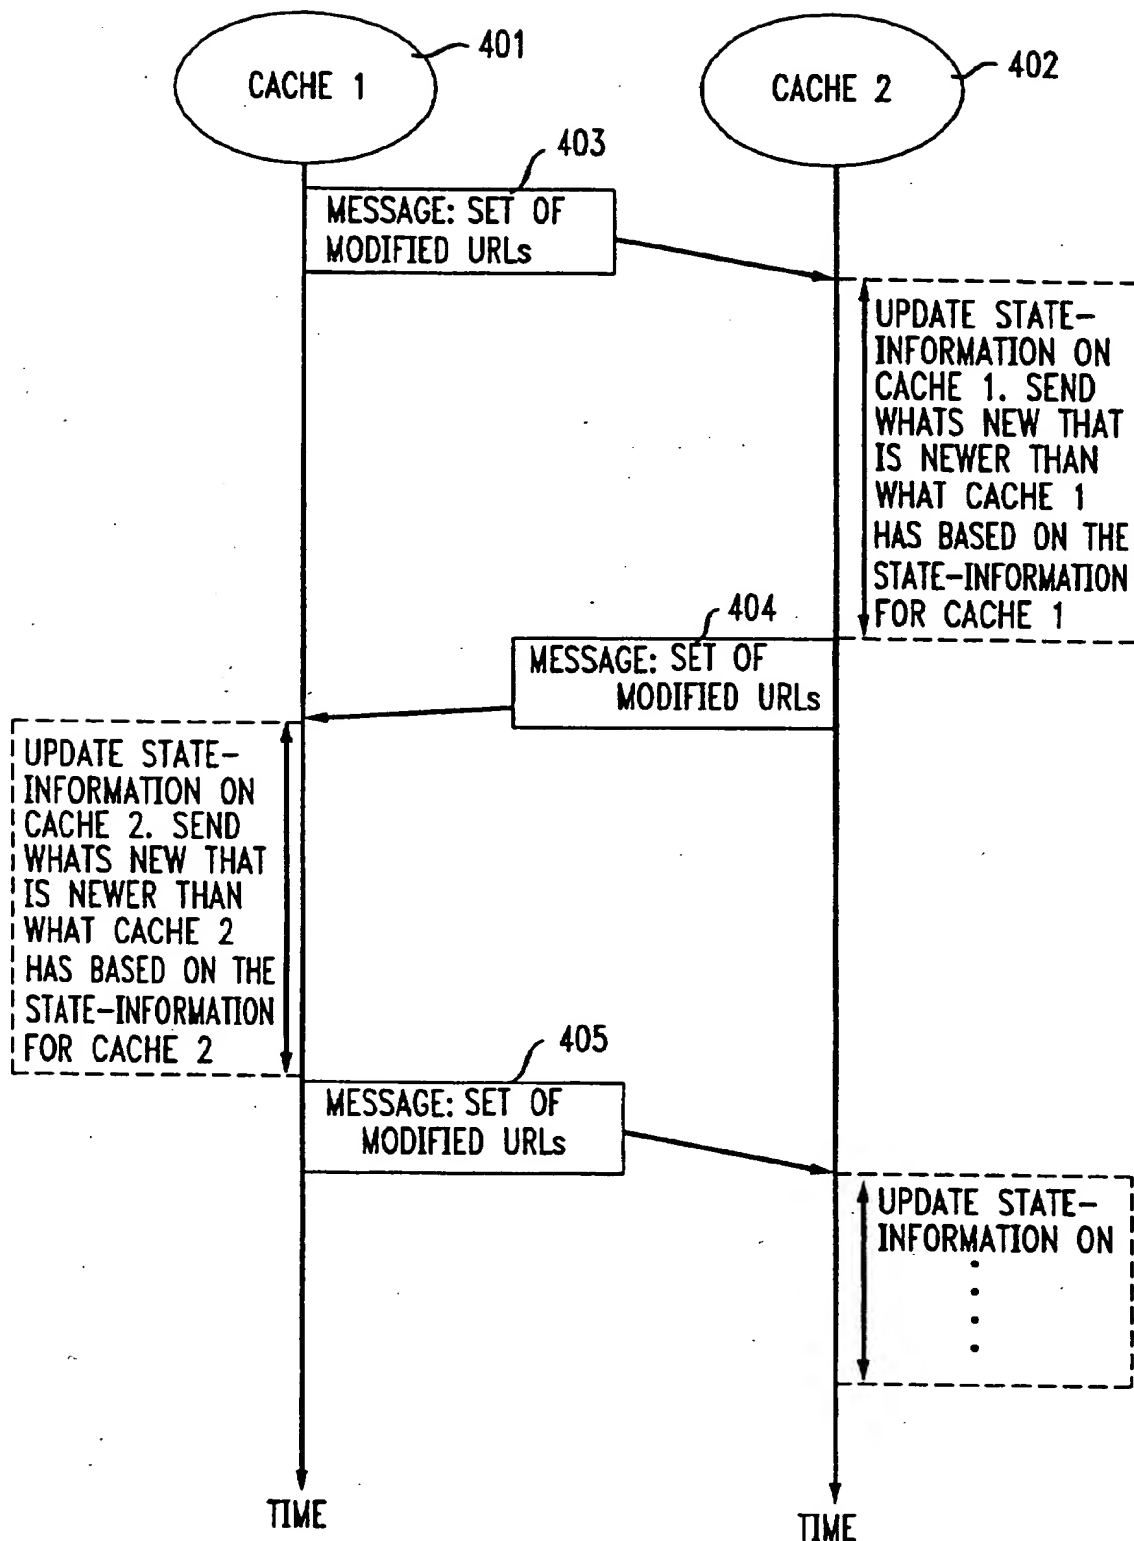 401
CACHE 1
402
CACHE 2
403
MESSAGE: SET OF
MODIFIED URLs
UPDATE STATE-
INFORMATION ON
CACHE 1. SEND
WHATS NEW THAT
IS NEWER THAN
WHAT CACHE 1
HAS BASED ON THE
STATE-INFORMATION
FOR CACHE 1
404
MESSAGE: SET OF
MODIFIED URLs
UPDATE STATE-
INFORMATION ON
CACHE 2. SEND
WHATS NEW THAT
IS NEWER THAN
WHAT CACHE 2
HAS BASED ON THE
STATE-INFORMATION
FOR CACHE 2
405
MESSAGE: SET OF
MODIFIED URLs
UPDATE STATE-
INFORMATION ON
TIME
TIME